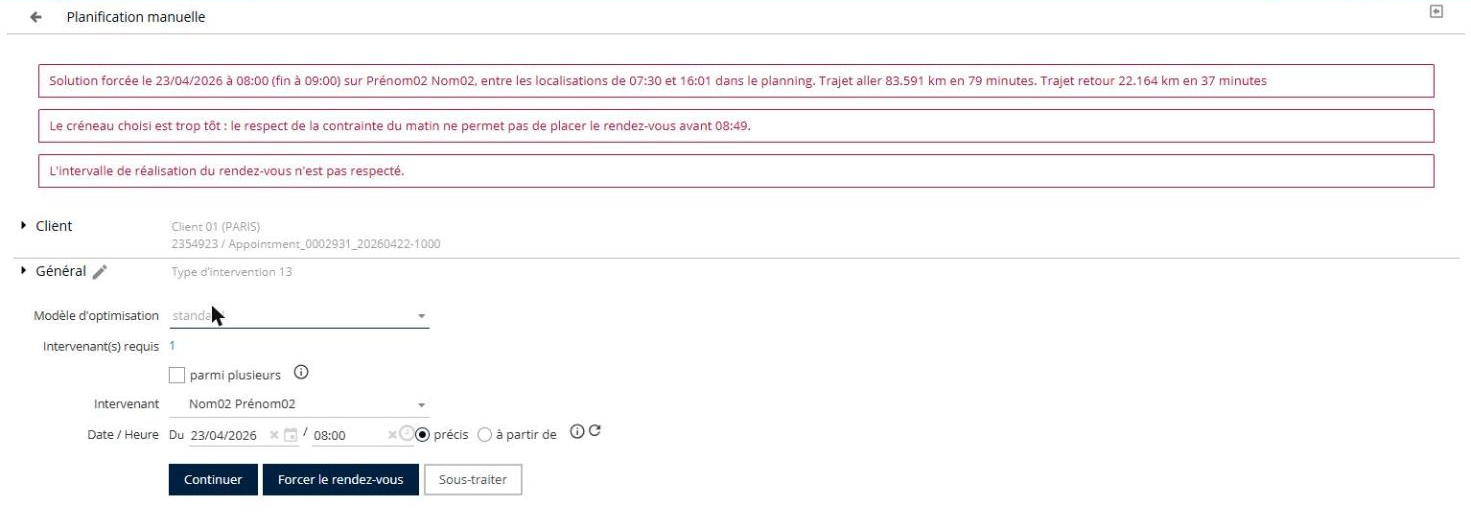 Planification manuelle
Solution forcée le 23/04/2026 à 08:00 (fin à 09:00) sur Prénom02 Nom02, entre les localisations de 07:30 et 16:01 dans le planning. Trajet aller 83.591 km en 79 minutes. Trajet retour 22.164 km en 37 minutes
Le créneau choisi est trop tôt : le respect de la contrainte du matin ne permet pas de placer le rendez-vous avant 08:49.
L'intervalle de réalisation du rendez-vous n'est pas respecté.
Client Client 01 (PARIS)
2354923 / Appointment_0002931_20260422-1000
Général Type d'intervention 13
Modèle d'optimisation
Intervenant(s) requis 1
parmi plusieurs
Intervenant Nom02 Prénom02
Date / Heure Du 23/04/2026 / 08:00 précis à partir de
Continuer Forcer le rendez-vous Sous-traiter